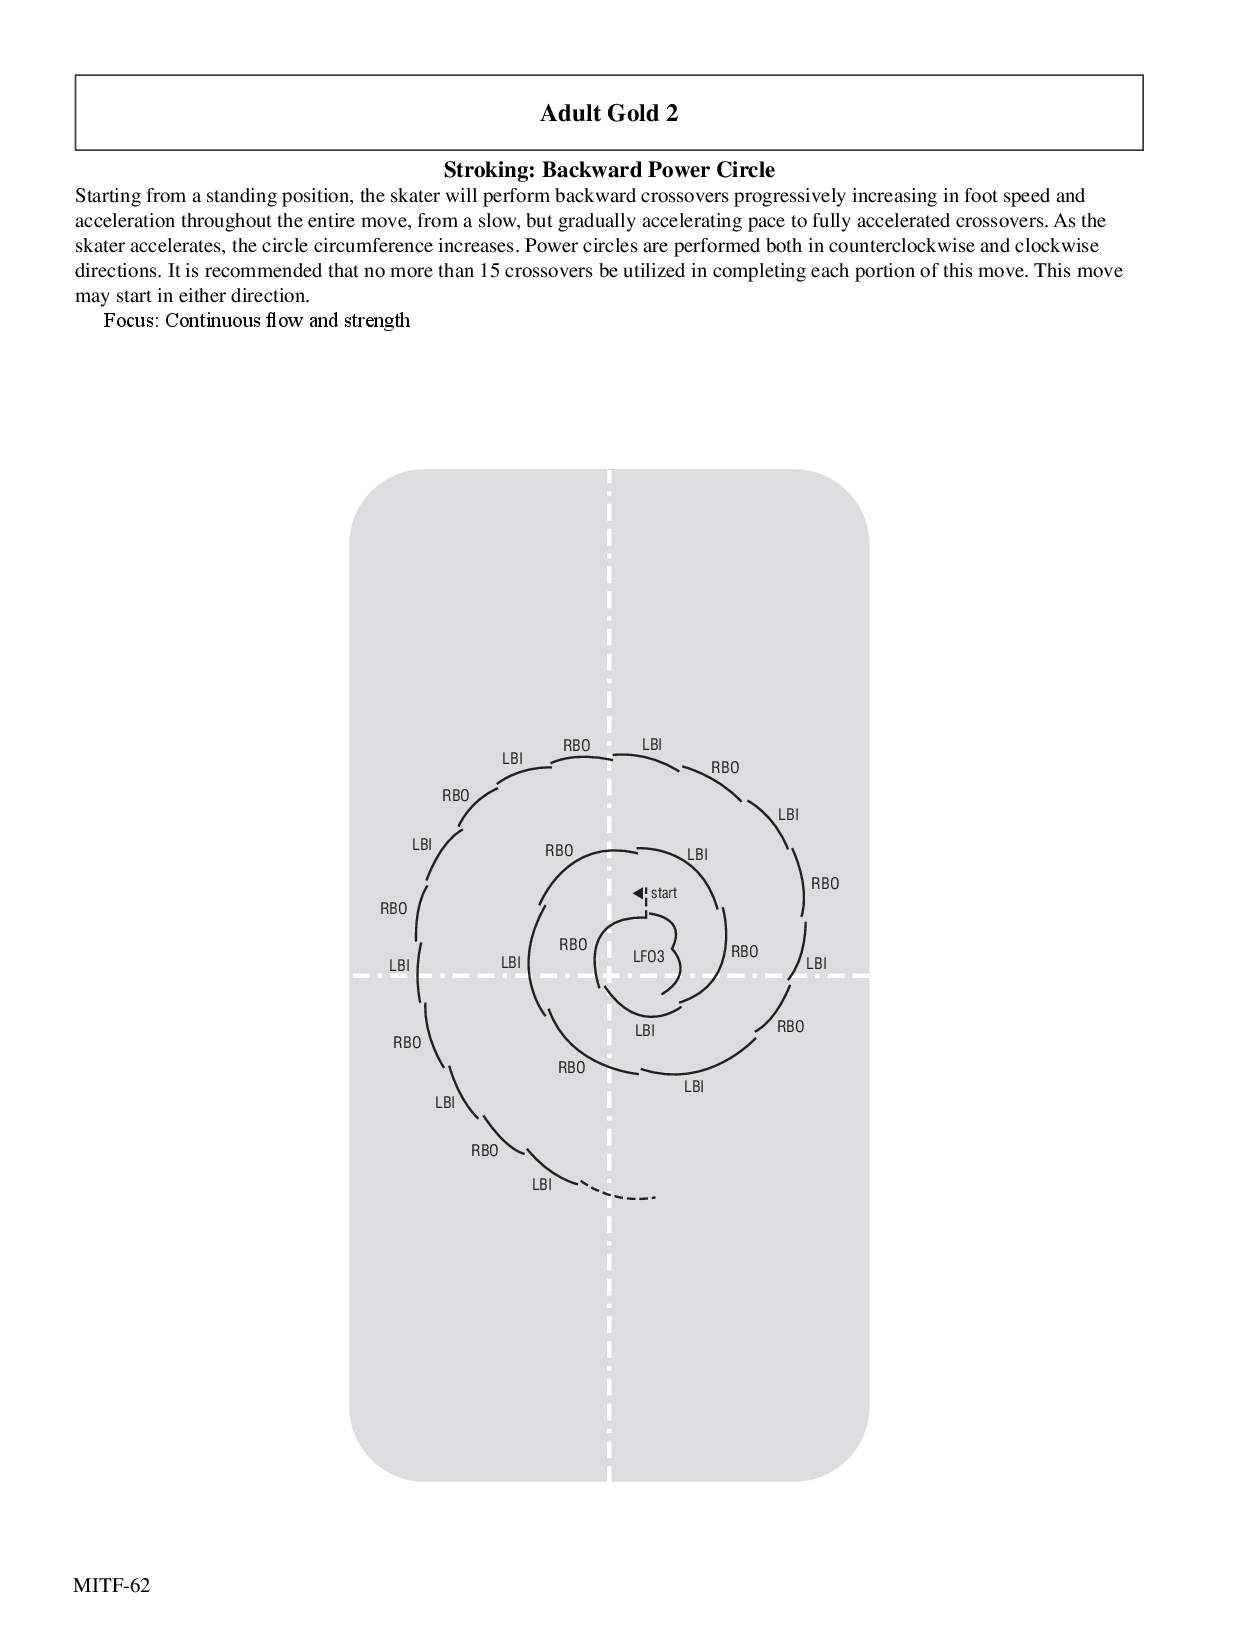 Adult Gold 2
Stroking: Backward Power Circle
Starting from a standing position, the skater will perform backward crossovers progressively increasing in foot speed and
acceleration throughout the entire move, from a slow, but gradually accelerating pace to fully accelerated crossovers. As the
skater accelerates, the circle circumference increases. Power circles are performed both in counterclockwise and clockwise
directions. It is recommended that no more than 15 crossovers be utilized in completing each portion of this move. This move
may start in either direction.
Focus: Continuous flow and strength
RBO
LBI
LBI
RBO
RBO
LBI
LBI
RBO
LBI
RBO
start
RBO
RBO
LFO3
RBO
LBI
LBI
LBI
LBI
RBO
RBO
RBO
LBI
LBI
RBO
LBI
MITF-62